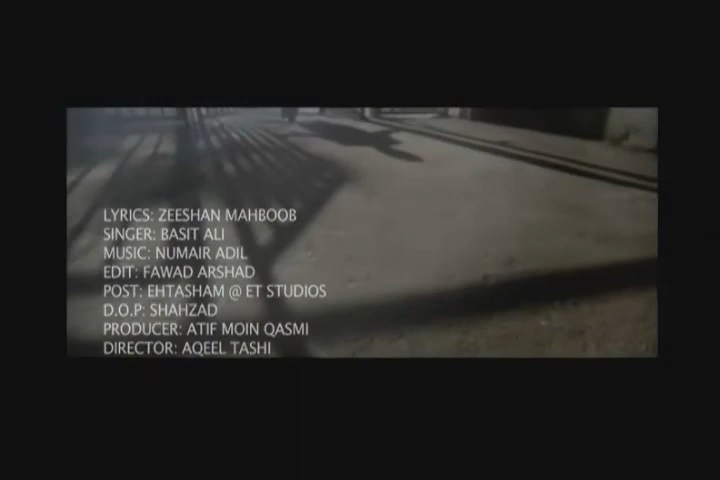 LYRICS: ZEESHAN MAHBOOB
SINGER: BASIT ALI
MUSIC: NUMAIR ADIL
EDIT: FAWAD ARSHAD
POST: EHTASHAM @ ET STUDIOS
D.O.P: SHAHZAD
PRODUCER: ATIF MOIN QASMI
DIRECTOR: AQEEL TASHI